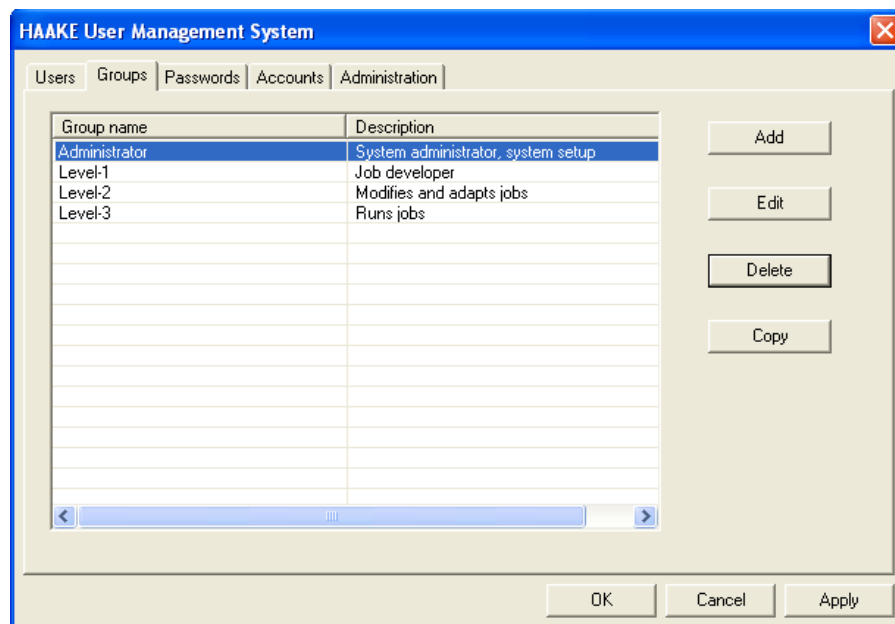 HAAKE User Management System
Users Groups Passwords Accounts Administration
Group name Description
Administrator System administrator, system setup
Level-1 Job developer
Level-2 Modifies and adapts jobs
Level-3 Runs jobs
Add
Edit
Delete
Copy
OK Cancel Apply